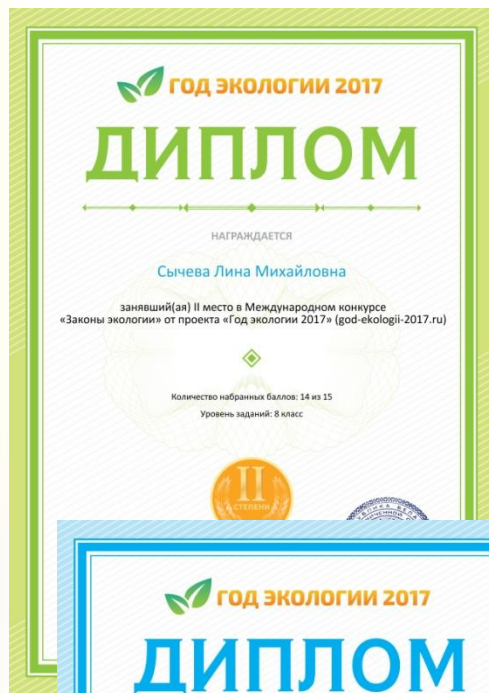 ГОД ЭКОЛОГИИ 2017
ДИПЛОМ
НАГРАЖДАЕТСЯ
Сычева Лина Михайловна
занявший(ая) II место в Международном конкурсе
«Законы экологии» от проекта «Год экологии 2017» (god-ekologii-2017.ru)
Количество набранных баллов: 14 из 15
Уровень заданий: 8 класс
II
СТЕПЕНИ
ГОД ЭКОЛОГИИ 2017
ДИПЛОМ